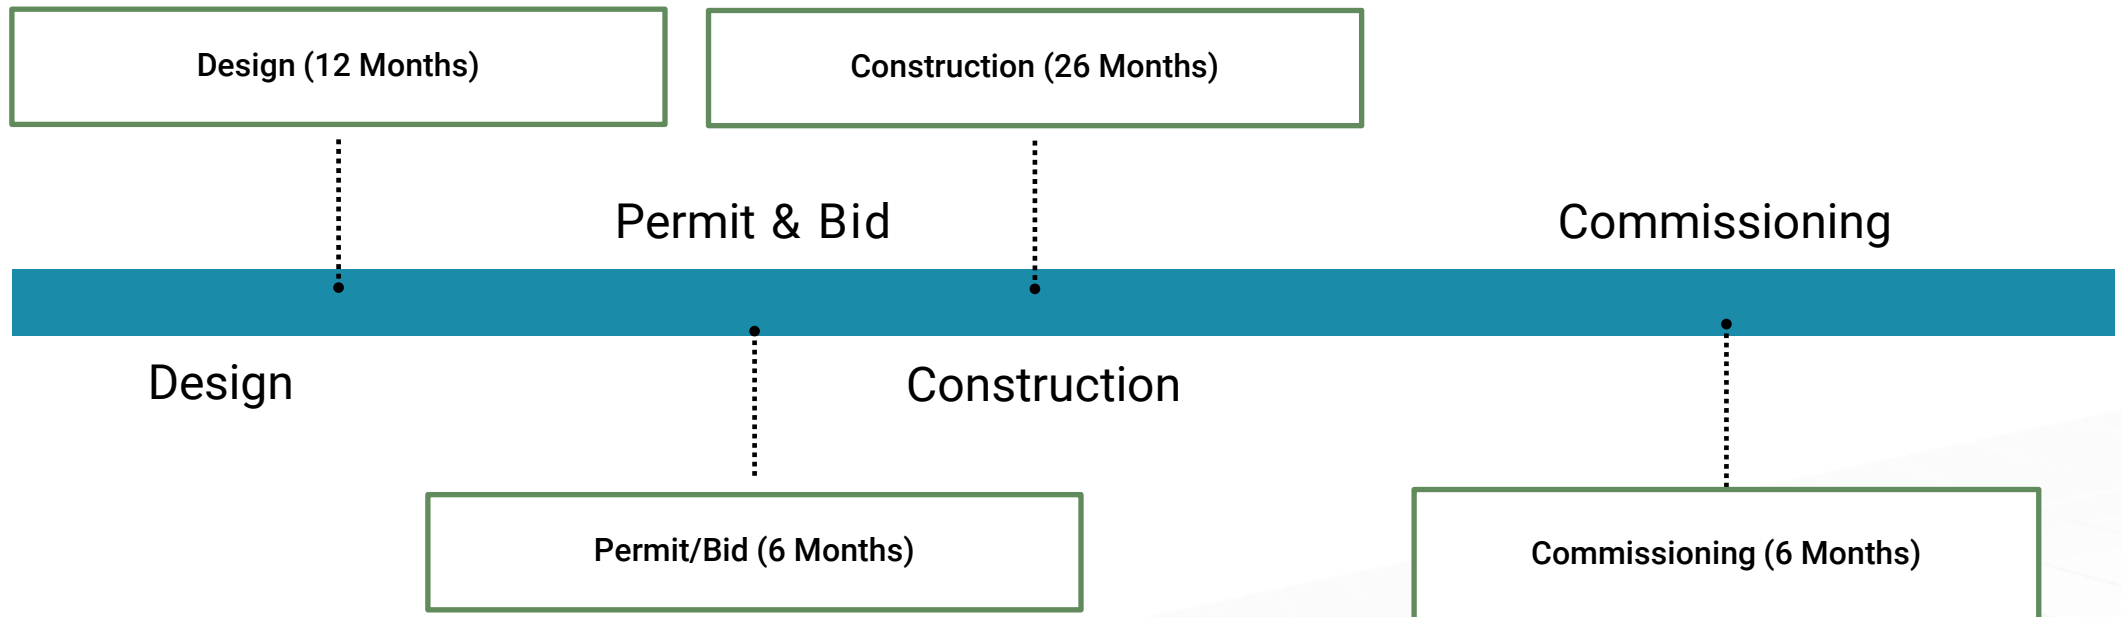 Design (12 Months)
Construction (26 Months)
Permit & Bid
Commissioning
Design
Construction
Permit/Bid (6 Months)
Commissioning (6 Months)